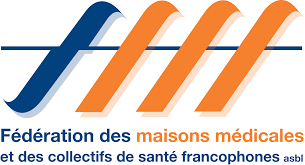 Fédération des maisons médicales
et des collectifs de santé francophones asbl